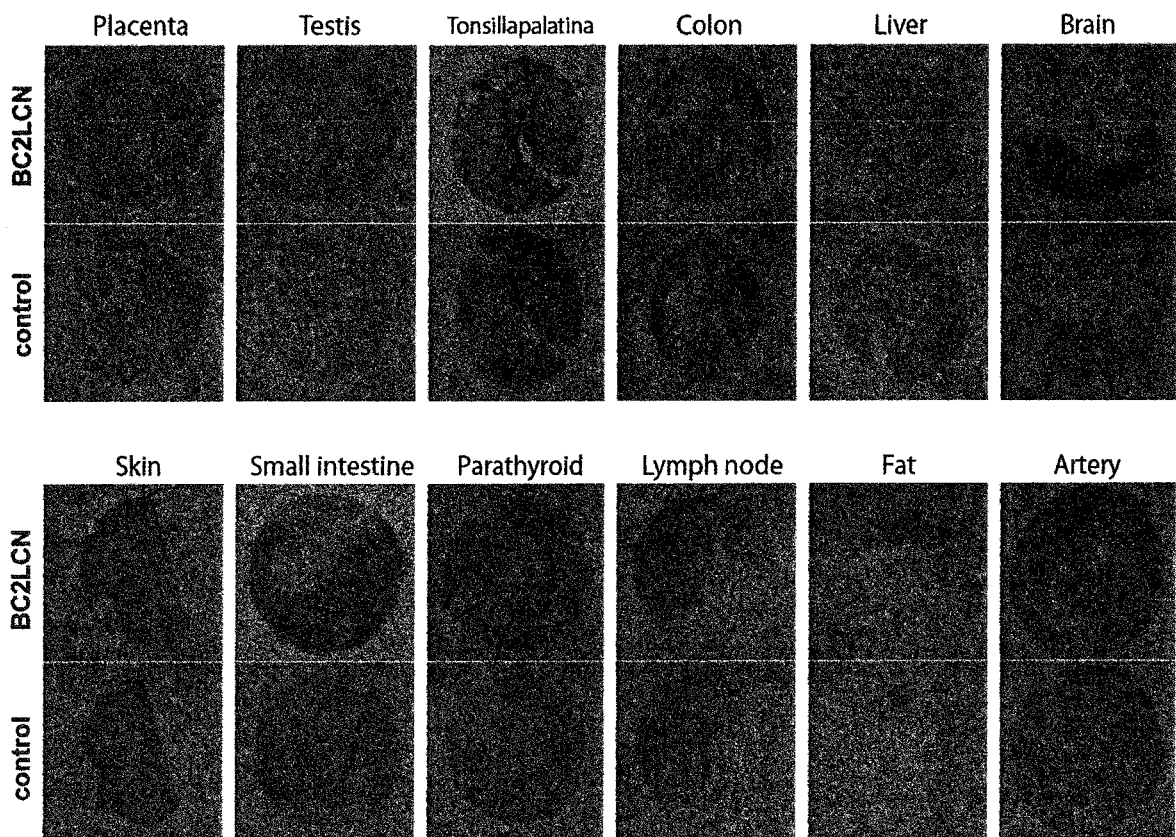 Placenta Testis Tonsillapalatina Colon Liver Brain
BC2LCN
control
Skin Small intestine Parathyroid Lymph node Fat Artery
BC2LCN
control